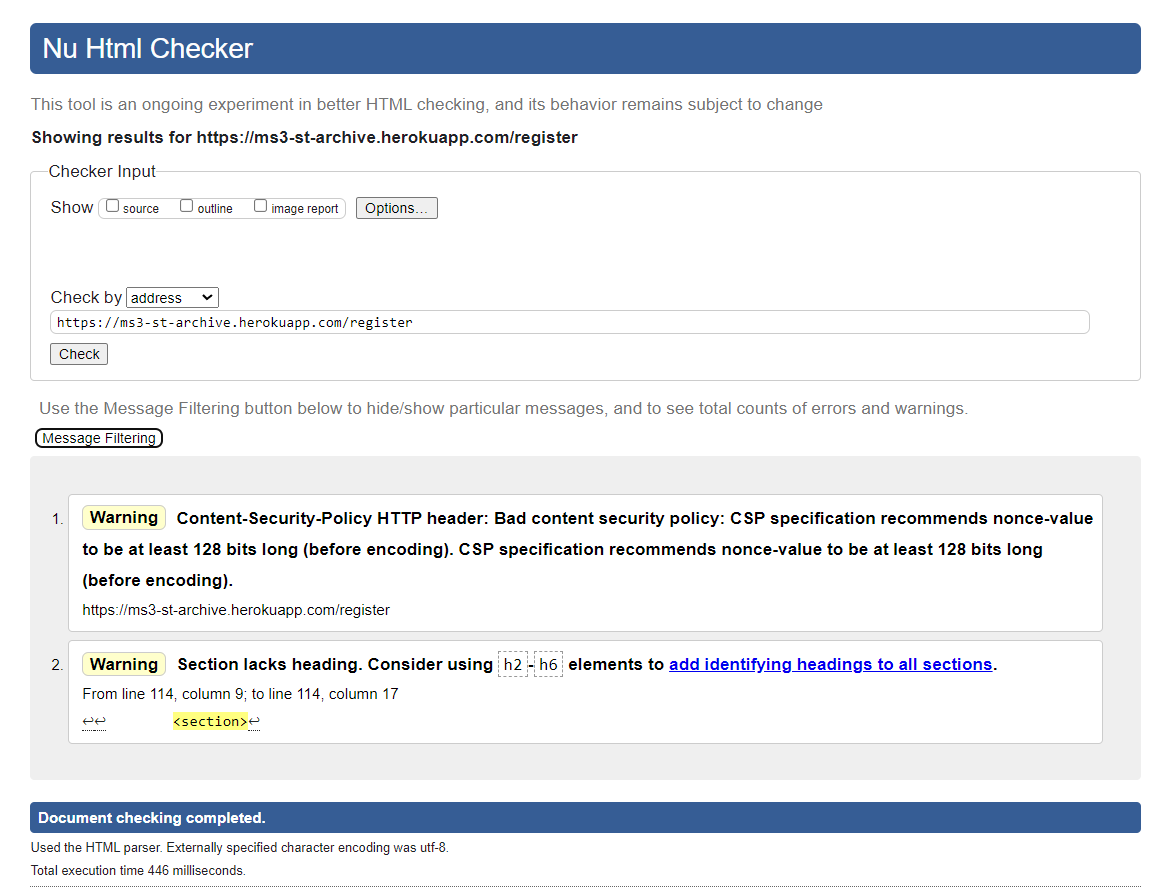 Nu Html Checker
This tool is an ongoing experiment in better HTML checking, and its behavior remains subject to change
Showing results for https://ms3-st-archive.herokuapp.com/register
Checker Input
Show source outline image report Options...
Check by address
https://ms3-st-archive.herokuapp.com/register
Check
Use the Message Filtering button below to hide/show particular messages, and to see total counts of errors and warnings.
Message Filtering
1. Warning Content-Security-Policy HTTP header: Bad content security policy: CSP specification recommends nonce-value
to be at least 128 bits long (before encoding). CSP specification recommends nonce-value to be at least 128 bits long
(before encoding).
https://ms3-st-archive.herokuapp.com/register
2. Warning Section lacks heading. Consider using h2-h6 elements to add identifying headings to all sections.
From line 114, column 9; to line 114, column 17
↩↩ <section>↩
Document checking completed.
Used the HTML parser. Externally specified character encoding was utf-8.
Total execution time 446 milliseconds.